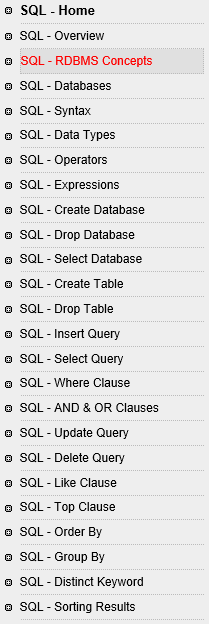 SQL - Home
SQL - Overview
SQL - RDBMS Concepts
SQL - Databases
SQL - Syntax
SQL - Data Types
SQL - Operators
SQL - Expressions
SQL - Create Database
SQL - Drop Database
SQL - Select Database
SQL - Create Table
SQL - Drop Table
SQL - Insert Query
SQL - Select Query
SQL - Where Clause
SQL - AND & OR Clauses
SQL - Update Query
SQL - Delete Query
SQL - Like Clause
SQL - Top Clause
SQL - Order By
SQL - Group By
SQL - Distinct Keyword
SQL - Sorting Results